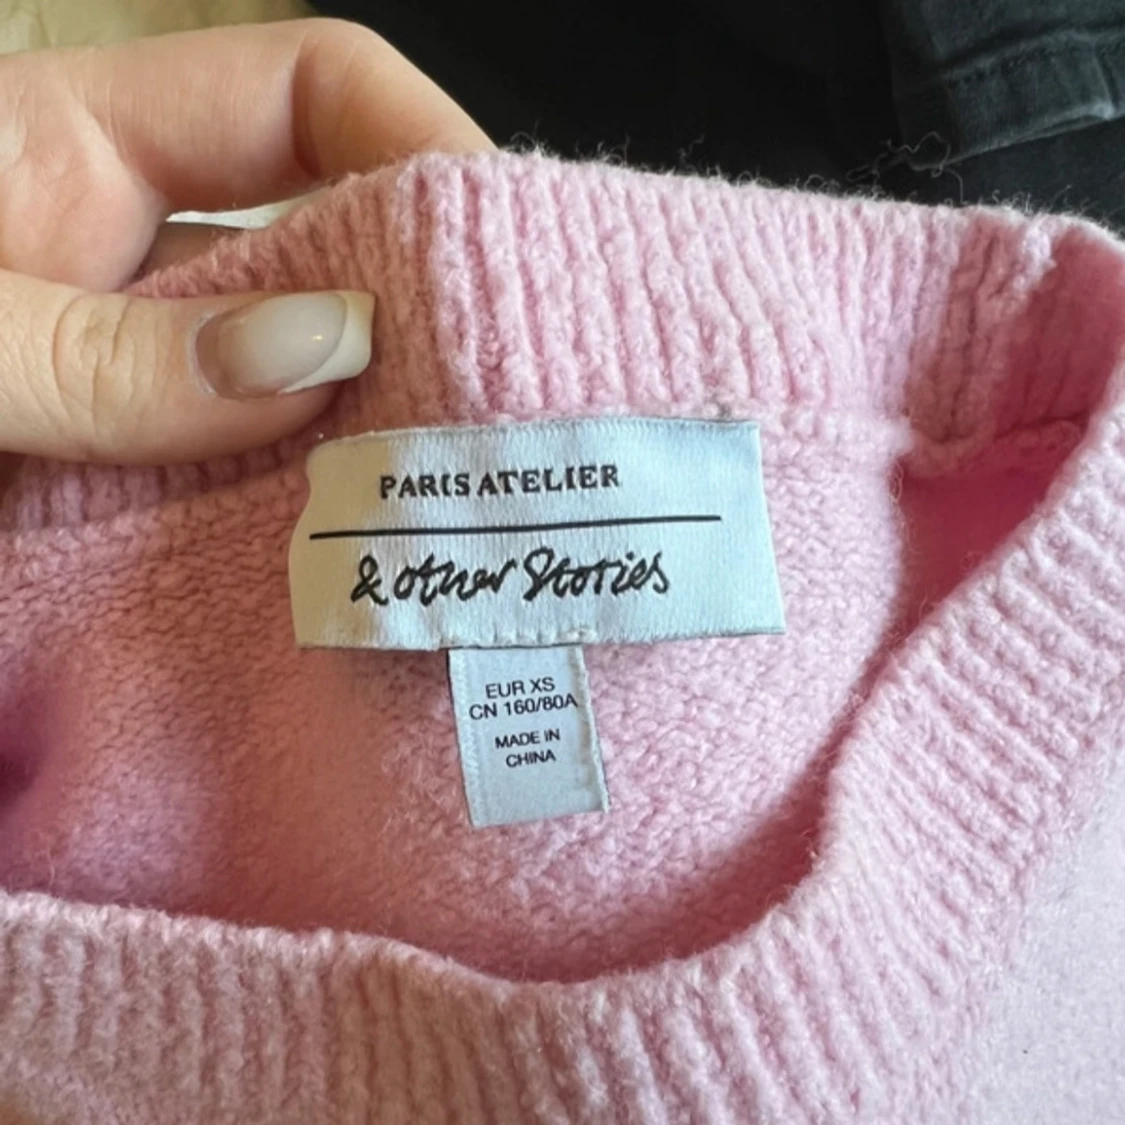 PARIS ATELIER
& other Stories
EUR XS
CN 160/80A
MADE IN
CHINA